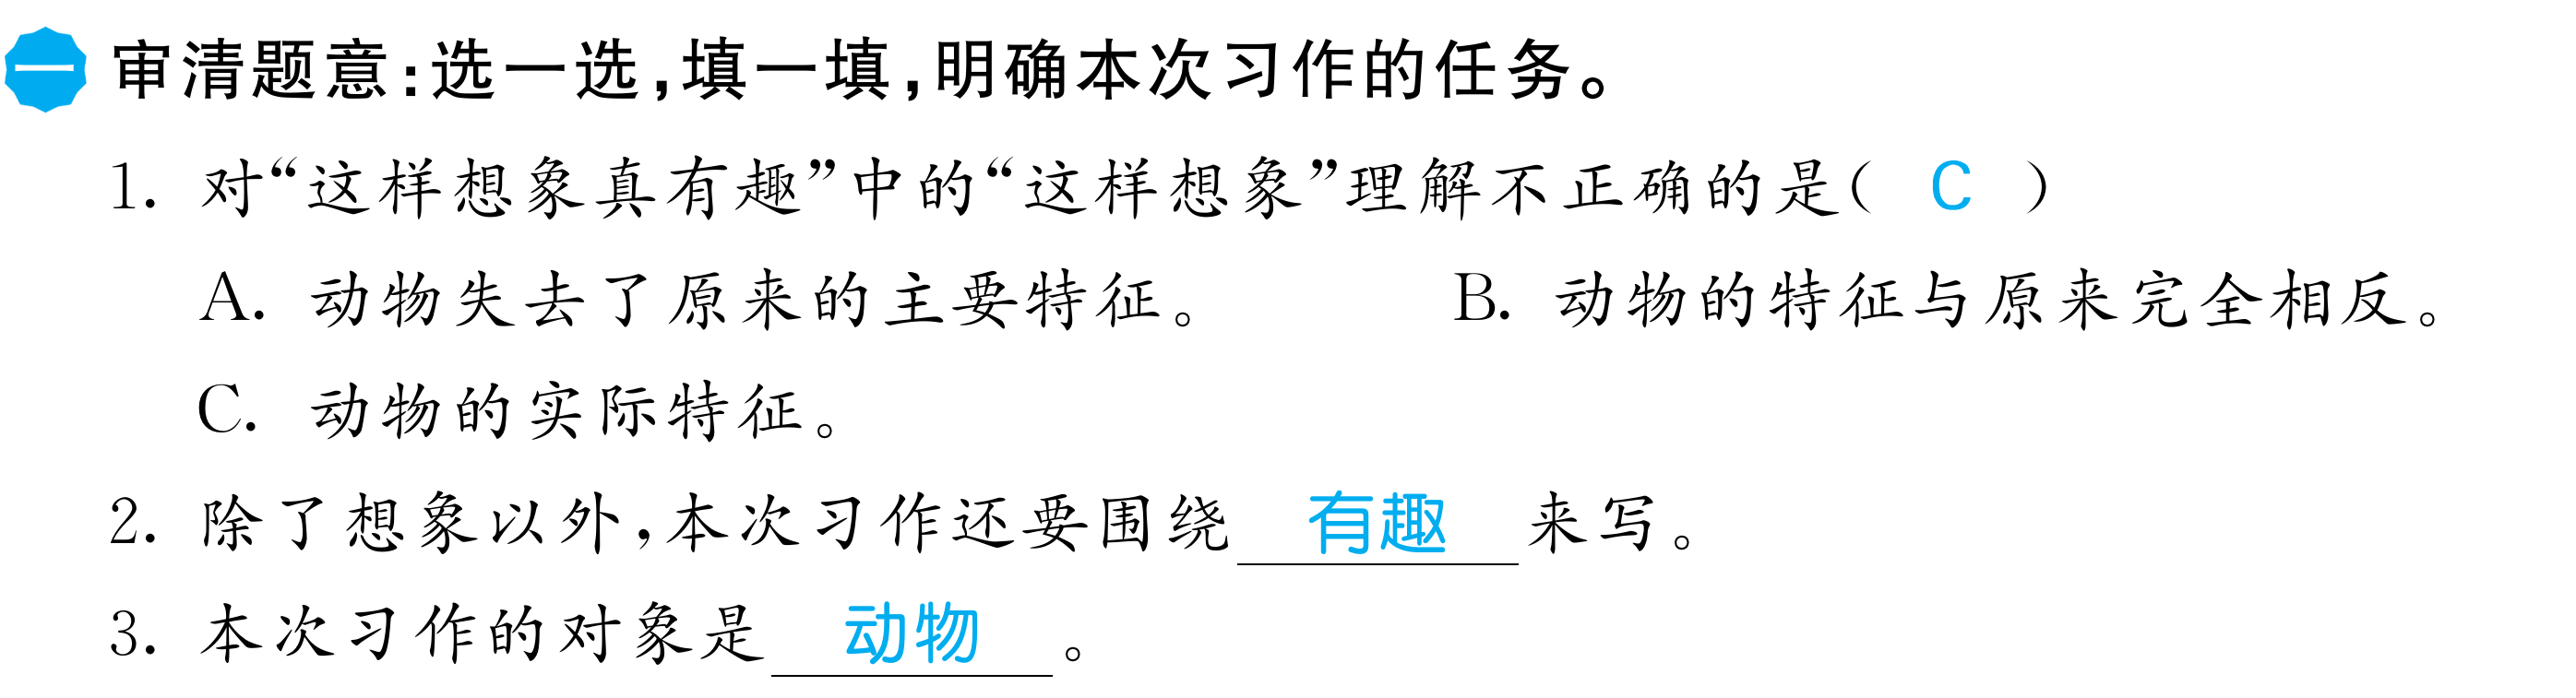 一 审清题意:选一选,填一填,明确本次习作的任务。
1. 对“这样想象真有趣”中的“这样想象”理解不正确的是( C )
A. 动物失去了原来的主要特征。 B. 动物的特征与原来完全相反。
C. 动物的实际特征。
2. 除了想象以外,本次习作还要围绕 有趣 来写。
3. 本次习作的对象是 动物 。